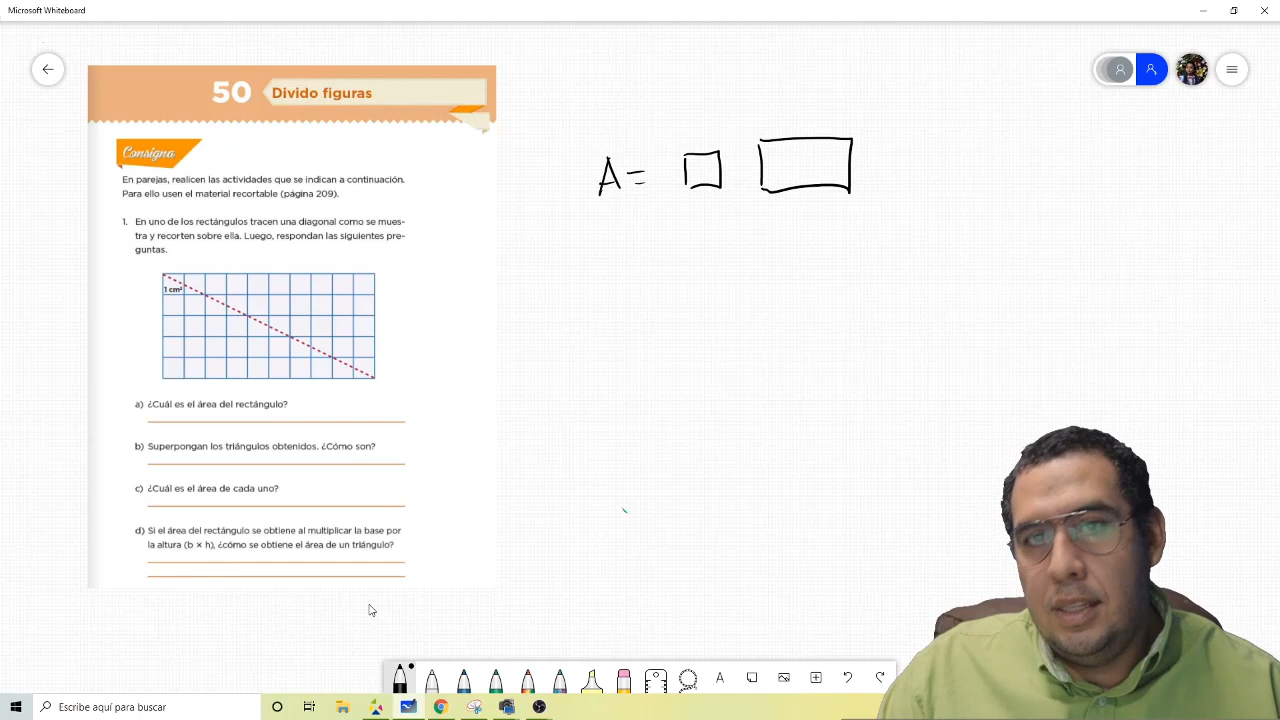 Microsoft Whiteboard
50
Divido figuras
Consigna
En parejas, realicen las actividades que se indican a continuación.
Para ello usen el material recortable (página 209).
1. En uno de los rectángulos tracen una diagonal como se mues-
tra y recorten sobre ella. Luego, respondan las siguientes pre-
guntas.
1 cm²
a) ¿Cuál es el área del rectángulo?
b) Superpongan los triángulos obtenidos. ¿Cómo son?
c) ¿Cuál es el área de cada uno?
d) Si el área del rectángulo se obtiene al multiplicar la base por
la altura (b × h), ¿cómo se obtiene el área de un triángulo?
A =
A
Escribe aquí para buscar